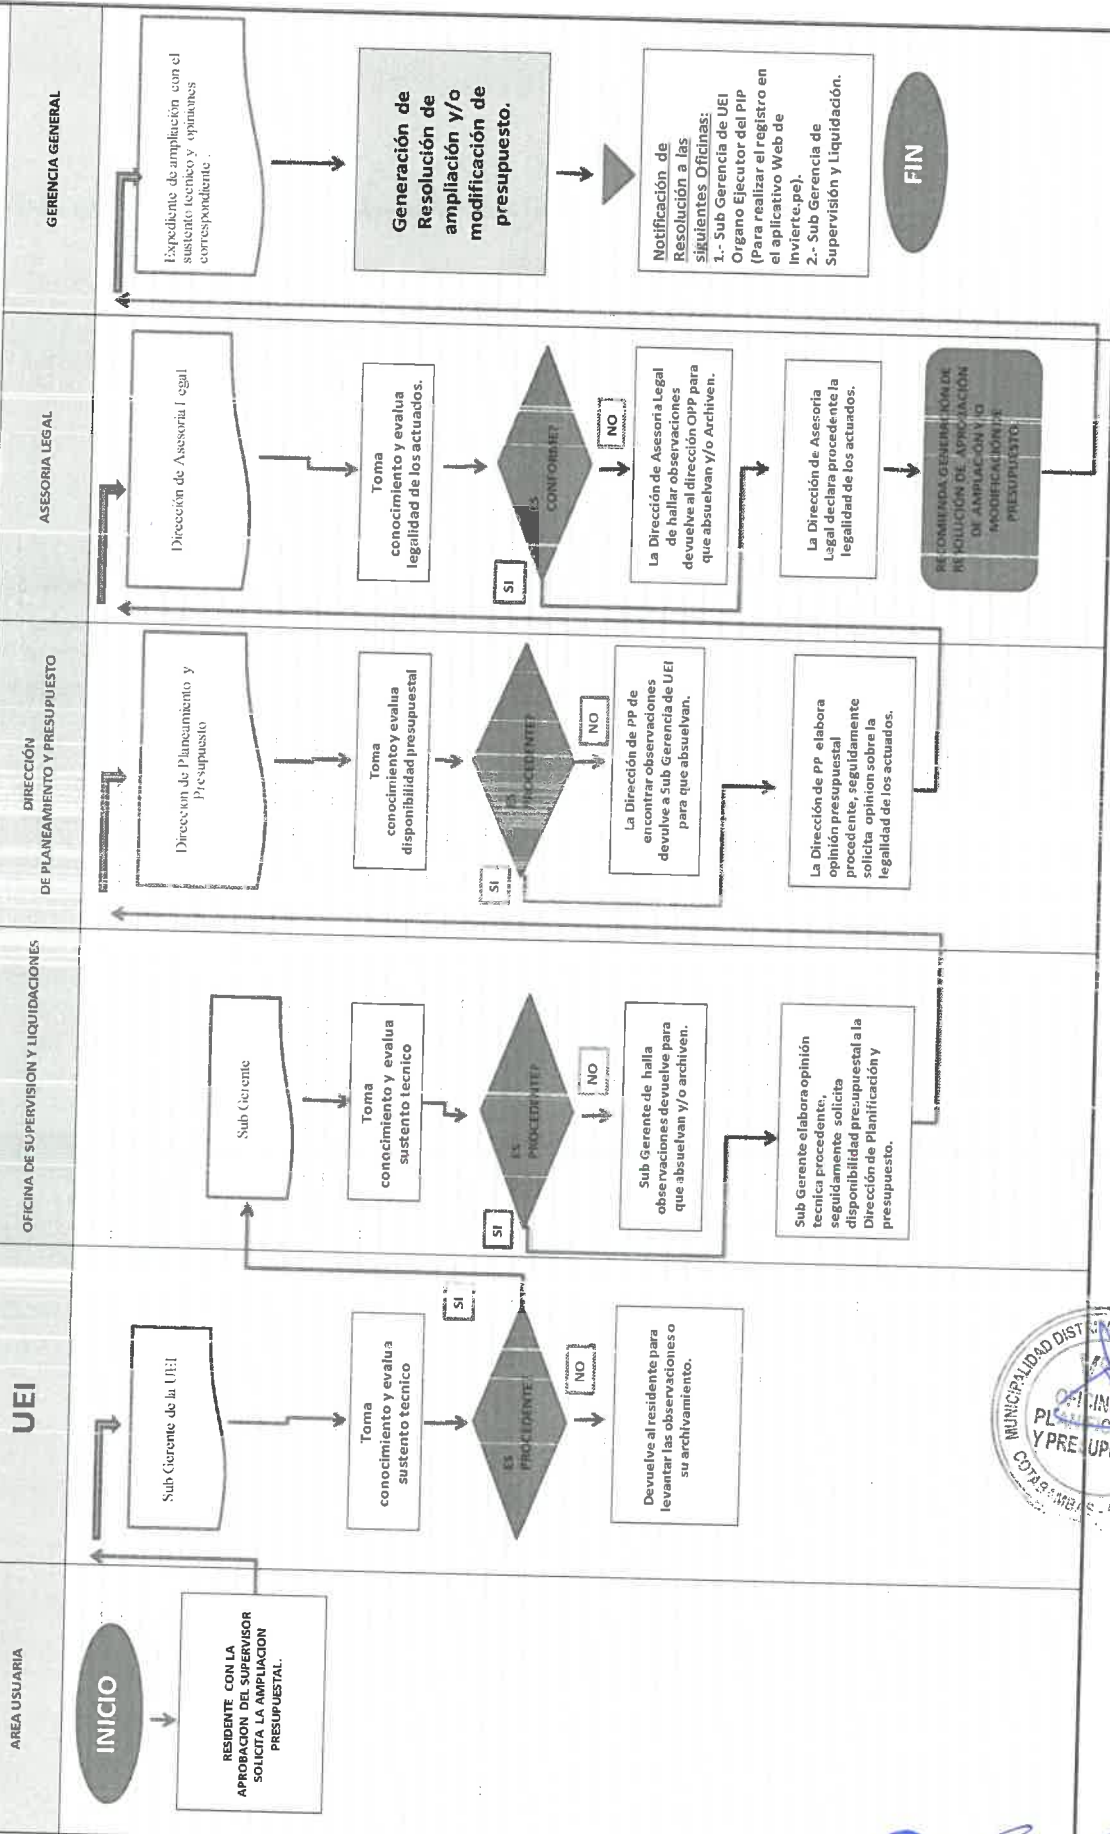 AREA USUARIA
INICIO
RESIDENTE CON LA
APROBACION DEL SUPERVISOR
SOLICITA LA AMPLIACION
PRESUPUESTAL.
UEI
Sub Gerente de la UEI
Toma
conocimiento y evalua
sustento tecnico
ES
PROCEDENTE?
SI
NO
Devuelve al residente para
levantar las observaciones o
su archivamiento.
OFICINA DE SUPERVISION Y LIQUIDACIONES
Sub Gerente
Toma
conocimiento y evalua
sustento tecnico
ES
PROCEDENTE?
SI
NO
Sub Gerente de halla
observaciones devuelve para
que absuelvan y/o archiven.
Sub Gerente elabora opinión
tecnica procedente,
seguidamente solicita
disponibilidad presupuestal a la
Dirección de Planificación y
presupuesto.
DIRECCIÓN
DE PLANEAMIENTO Y PRESUPUESTO
Direccion de Planeamiento y
Presupuesto
Toma
conocimiento y evalua
disponibilidad presupuestal
ES
PROCEDENTE?
SI
NO
La Dirección de PP de
encontrar observaciones
devulve a Sub Gerencia de UEI
para que absuelvan.
La Dirección de PP elabora
opinión presupuestal
procedente, seguidamente
solicita opinion sobre la
legalidad de los actuados.
ASESORIA LEGAL
Dirección de Asesoria Legal
Toma
conocimiento y evalua
legalidad de los actuados.
ES
CONFORME?
SI
NO
La Dirección de Asesoria Legal
de hallar observaciones
devuelve al dirección OPP para
que absuelvan y/o Archiven.
La Dirección de Asesoria
Legal declara procedente la
legalidad de los actuados.
RECOMIENDA GENERACION DE
RESOLUCIÓN DE APROBACIÓN
DE AMPLIACIÓN Y/O
MODIFICACIÓN DE
PRESUPUESTO
GERENCIA GENERAL
Expediente de ampliación con el
sustento tecnico y opiniones
correspondiente .
Generación de
Resolución de
ampliación y/o
modificación de
presupuesto.
Notificación de
Resolución a las
siguientes Oficinas:
1.- Sub Gerencia de UEI
Organo Ejecutor del PIP
(Para realizar el registro en
el aplicativo Web de
Invierte.pe).
2.- Sub Gerencia de
Supervisión y Liquidación.
FIN
MUNICIPALIDAD
COTABAMBAS